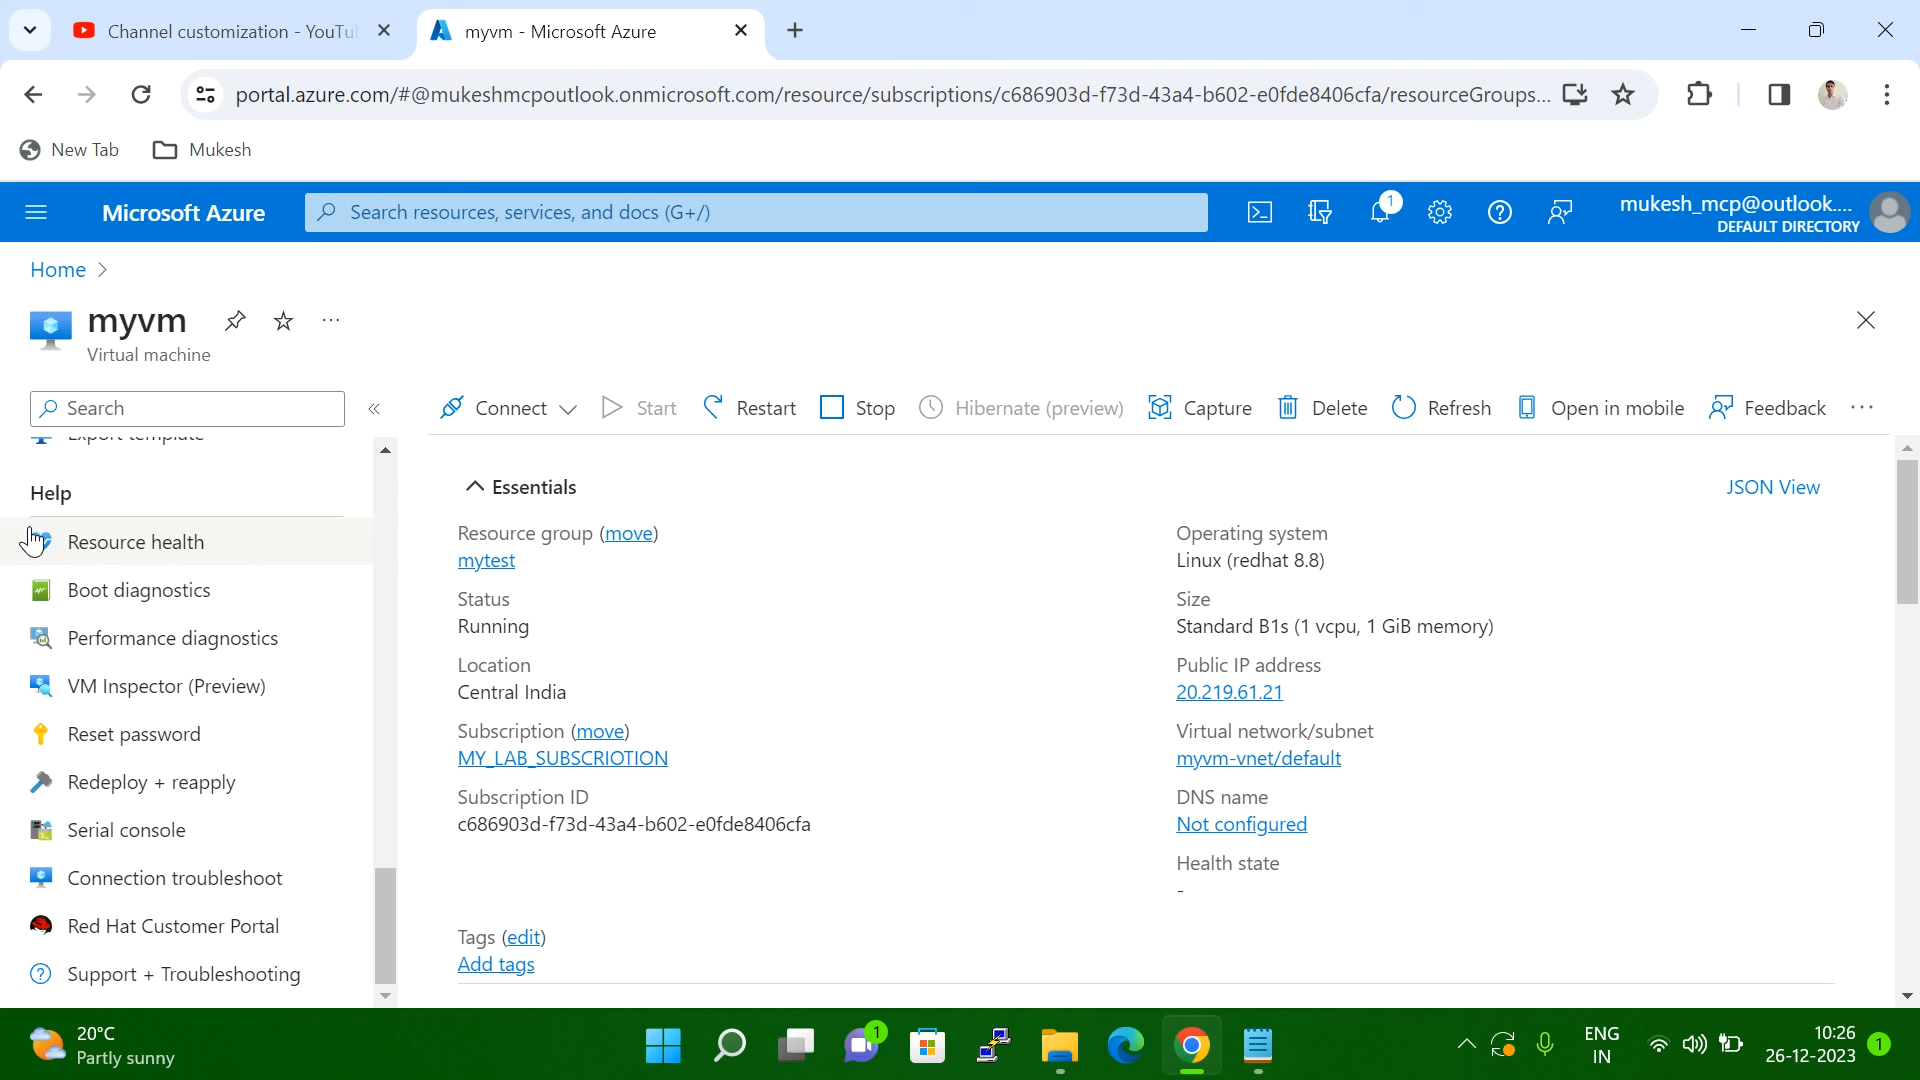 Channel customization - YouTu
myvm - Microsoft Azure
portal.azure.com/#@mukeshmcpoutlook.onmicrosoft.com/resource/subscriptions/c686903d-f73d-43a4-b602-e0fde8406cfa/resourceGroups...
New Tab
Mukesh
Microsoft Azure
Search resources, services, and docs (G+/)
1
mukesh_mcp@outlook....
DEFAULT DIRECTORY
Home
myvm
Virtual machine
Search
Connect
Start
Restart
Stop
Hibernate (preview)
Capture
Delete
Refresh
Open in mobile
Feedback
Export template
Help
Resource health
Boot diagnostics
Performance diagnostics
VM Inspector (Preview)
Reset password
Redeploy + reapply
Serial console
Connection troubleshoot
Red Hat Customer Portal
Support + Troubleshooting
Essentials
JSON View
Resource group (move)
mytest
Status
Running
Location
Central India
Subscription (move)
MY_LAB_SUBSCRIOTION
Subscription ID
c686903d-f73d-43a4-b602-e0fde8406cfa
Operating system
Linux (redhat 8.8)
Size
Standard B1s (1 vcpu, 1 GiB memory)
Public IP address
20.219.61.21
Virtual network/subnet
myvm-vnet/default
DNS name
Not configured
Health state
-
Tags (edit)
Add tags
20°C
Partly sunny
1
ENG
IN
10:26
26-12-2023
1